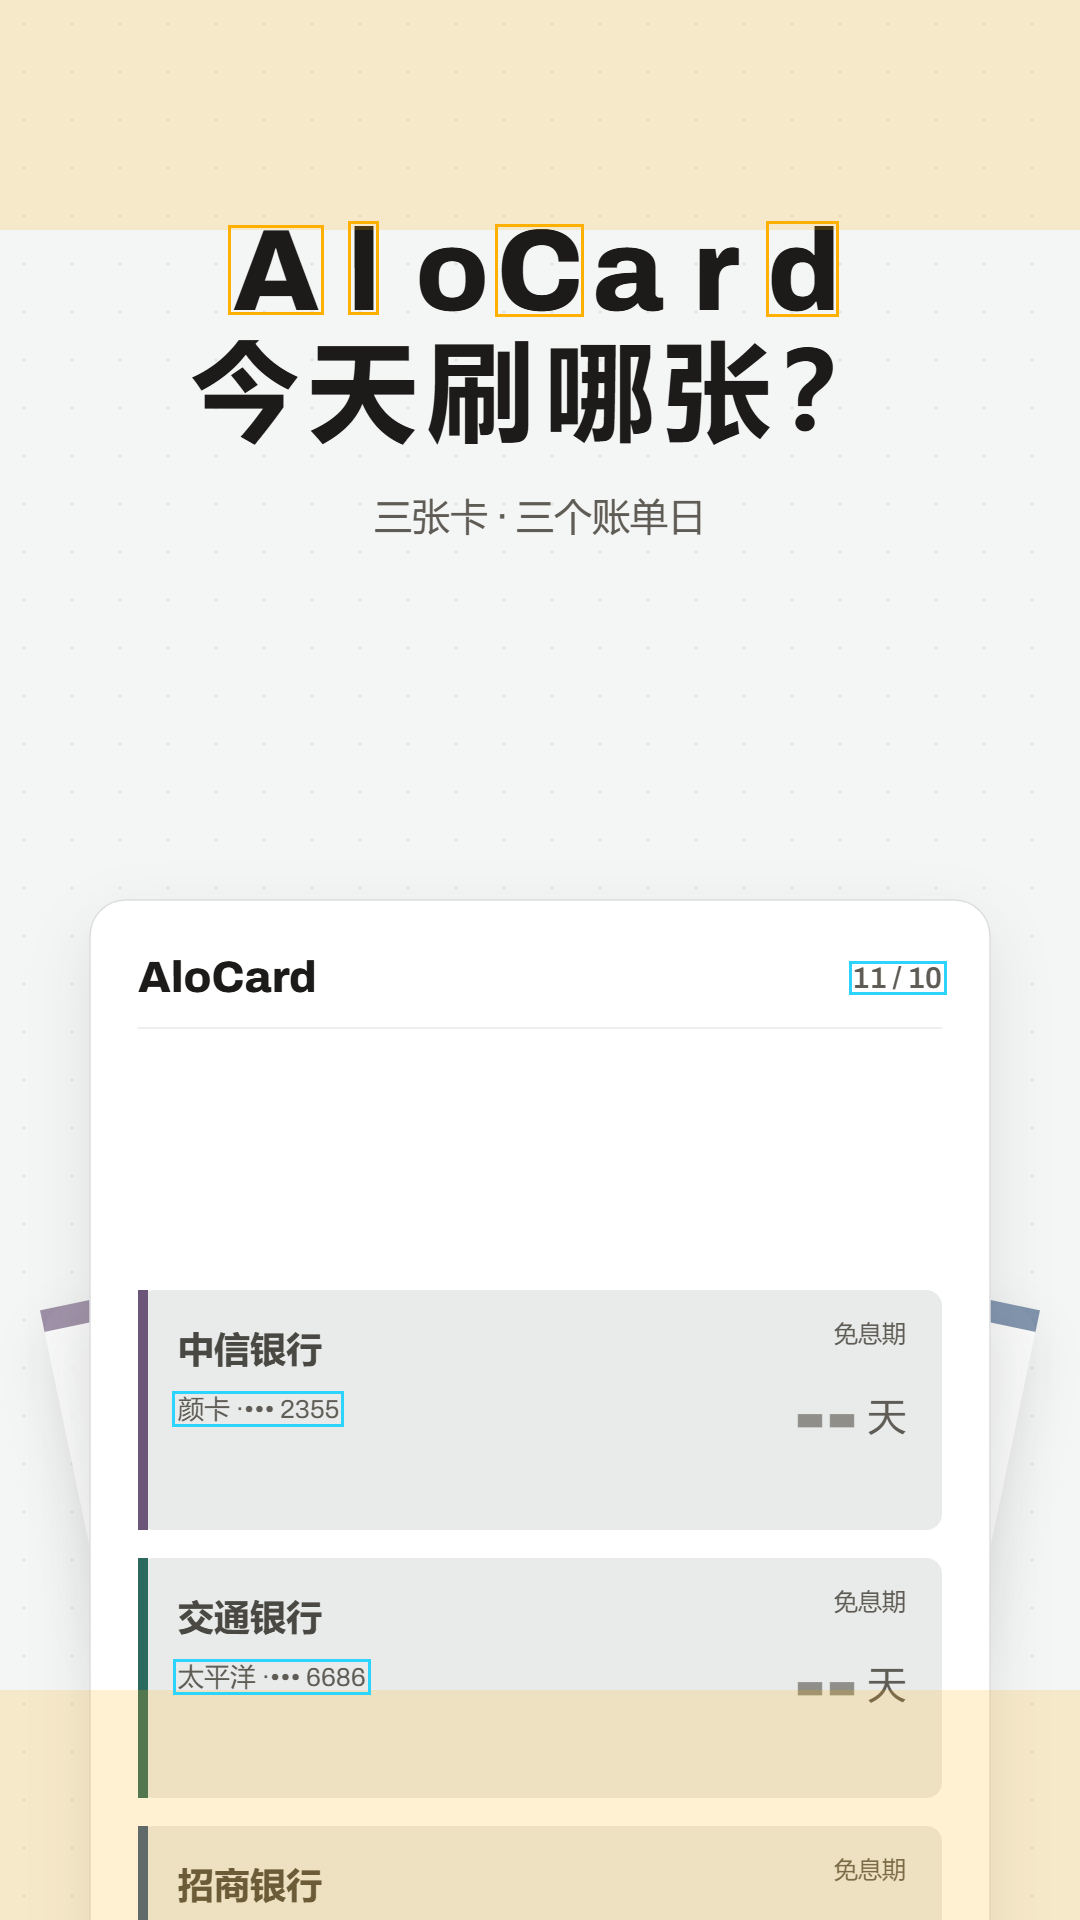 AloCard
今天刷哪张?
三张卡 · 三个账单日
AloCard
11 / 10
中信银行
免息期
颜卡 ·••• 2355
-- 天
交通银行
免息期
太平洋 ·••• 6686
-- 天
招商银行
免息期